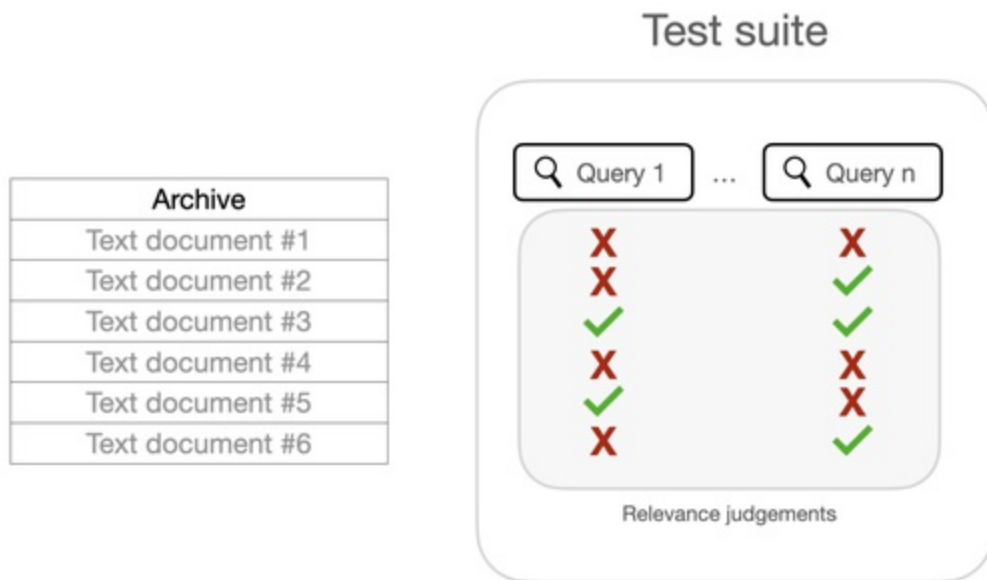 Test suite
Query 1 ... Query n
Archive
Text document #1
Text document #2
Text document #3
Text document #4
Text document #5
Text document #6
X X
X ✓
✓ ✓
X X
✓ X
X ✓
Relevance judgements